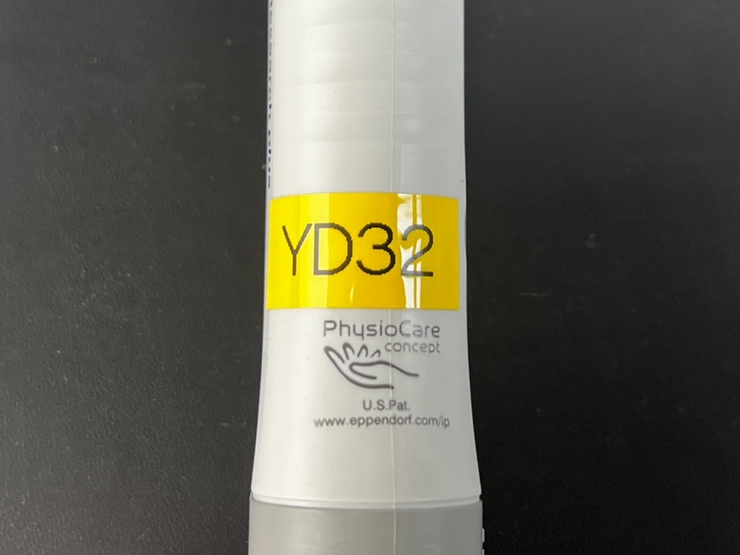 YD32
PhysioCare
concept
U.S.Pat.
www.eppendorf.com/ip